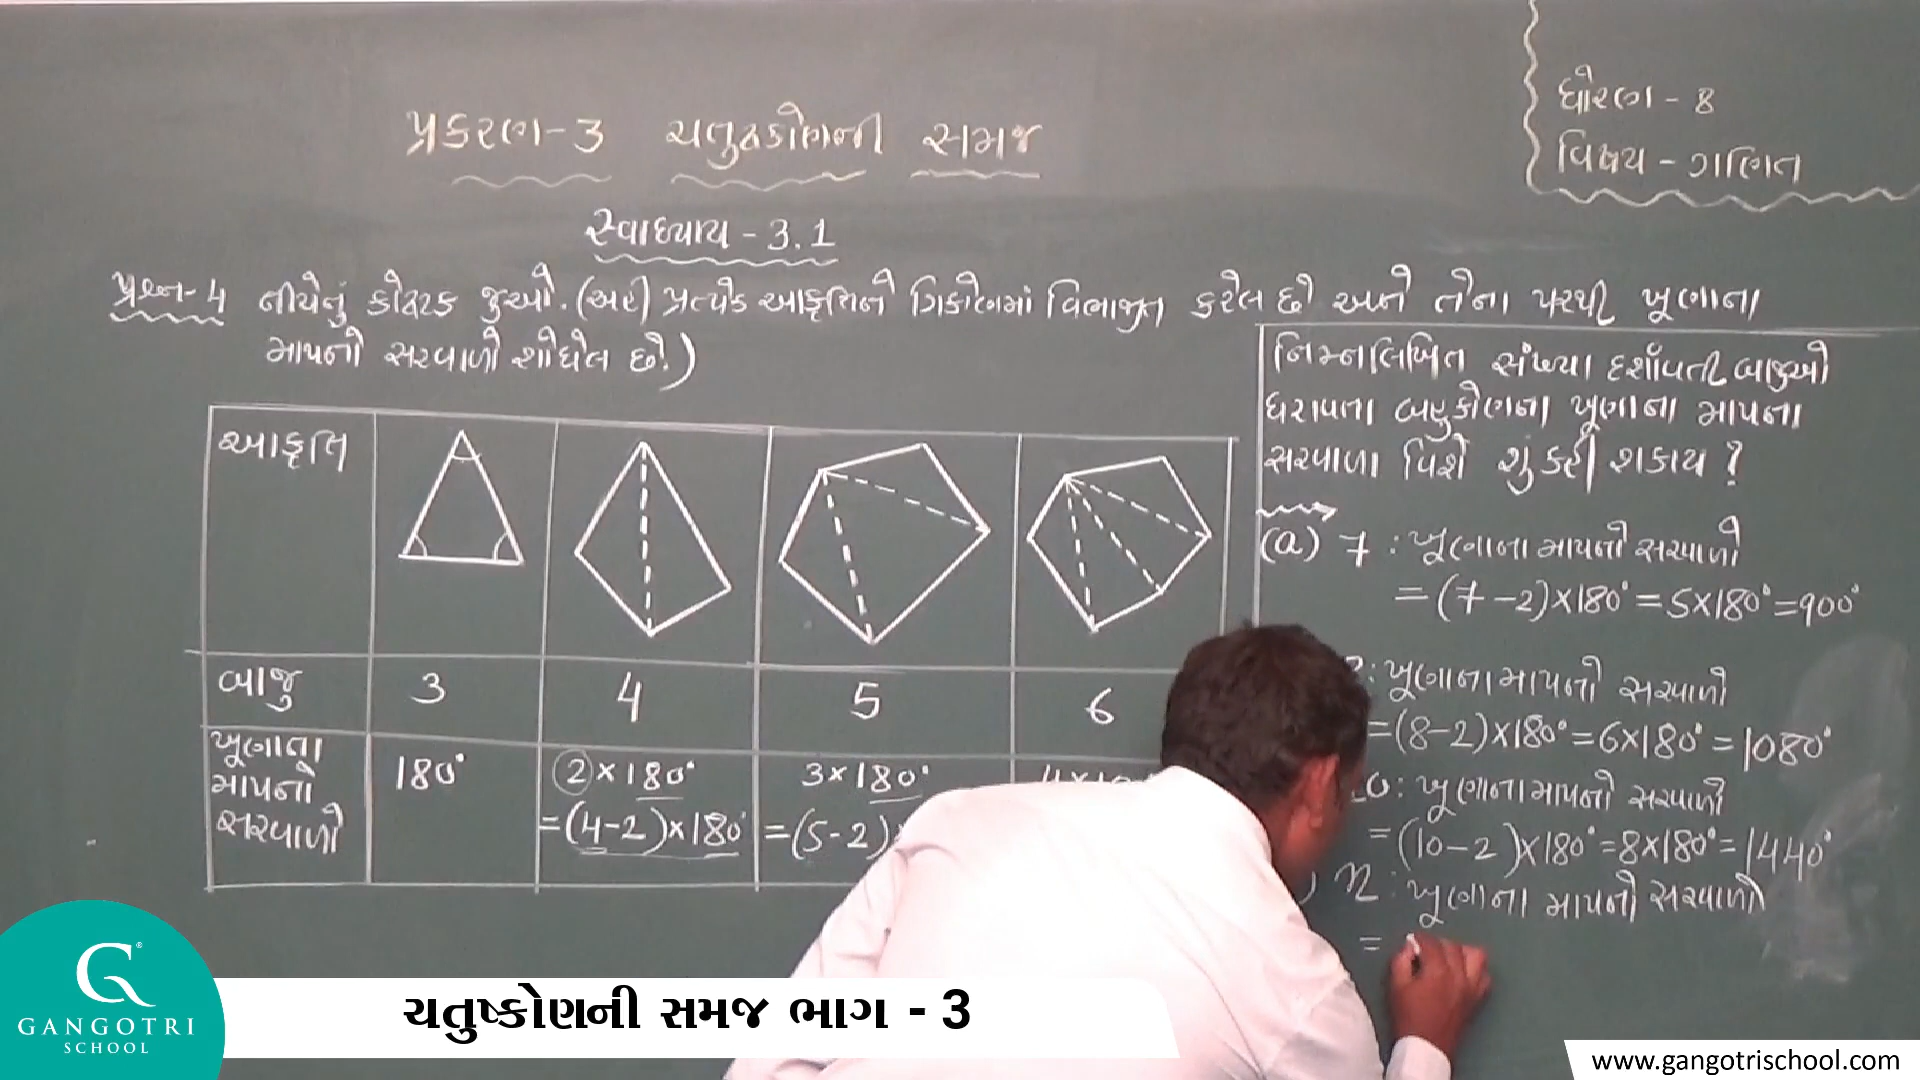 ધોરણ - 8
વિષય - ગણિત
પ્રકરણ-3 ચતુષ્કોણની સમજ
સ્વાધ્યાય - 3.1
પ્રશ્ન-4 નીચેનું કોષ્ટક જુઓ. (અહીં પ્રત્યેક આકૃતિને ત્રિકોણમાં વિભાજીત કરેલ છે અને તેના પરથી ખૂણાના
માપનો સરવાળો શોધેલ છે.)
આકૃતિ
બાજુ 3 4 5 6
ખૂણાના
માપનો
સરવાળો
180° 2×180° 3×180°
=(4-2)×180° =(5-2)
નિમ્નલિખિત સંખ્યા દર્શાવતી બાજુઓ
ધરાવતા બહુકોણના ખૂણાના માપના
સરવાળા વિશે શું કહી શકાય ?
(a) 7 : ખૂણાના માપનો સરવાળો
=(7-2)×180°=5×180°=900°
: ખૂણાના માપનો સરવાળો
=(8-2)×180°=6×180°=1080°
: ખૂણાના માપનો સરવાળો
=(10-2)×180°=8×180°=1440°
) n : ખૂણાના માપનો સરવાળો
=
GANGOTRI
SCHOOL
ચતુષ્કોણની સમજ ભાગ - 3
www.gangotrischool.com